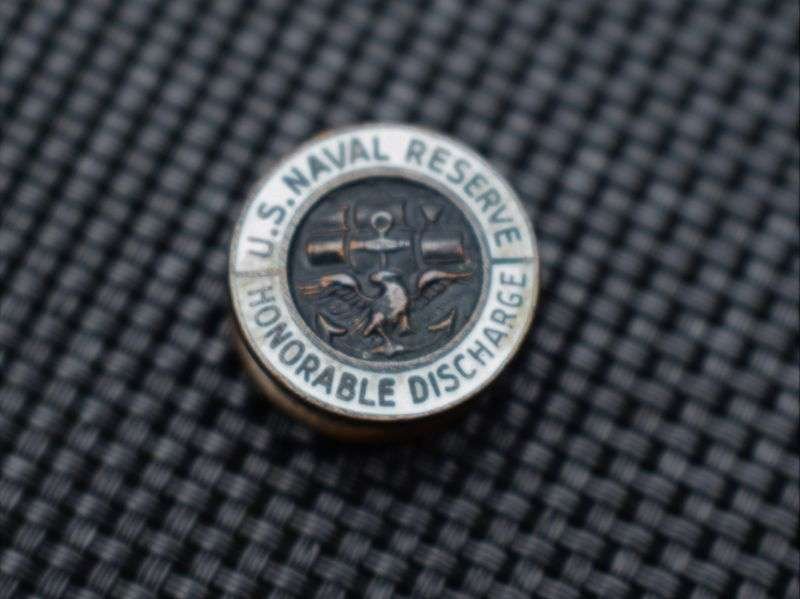 U.S. NAVAL RESERVE
HONORABLE DISCHARGE